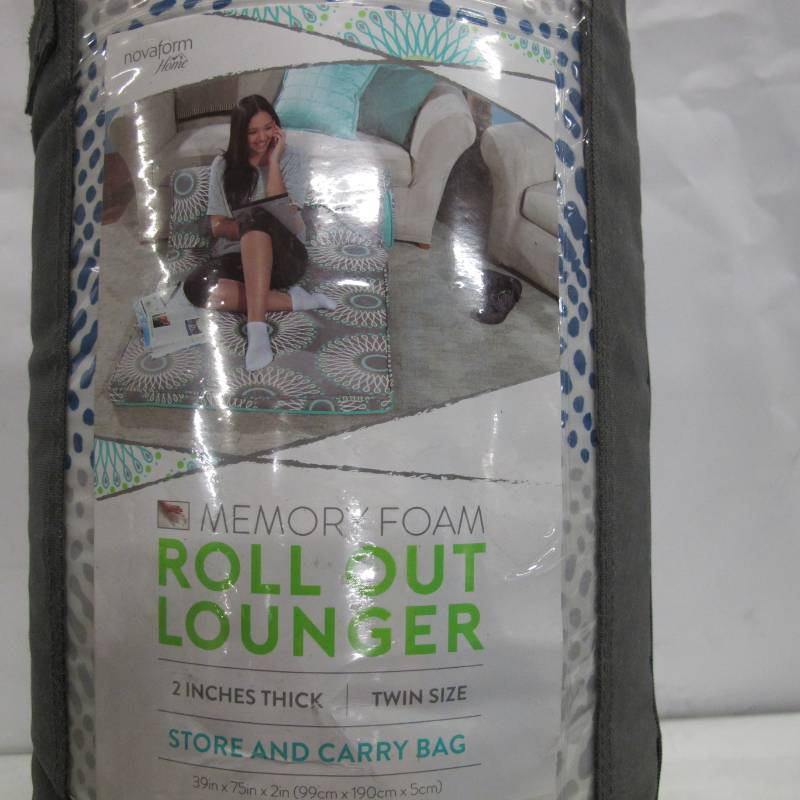 novaform
Home
MEMORY FOAM
ROLL OUT
LOUNGER
2 INCHES THICK | TWIN SIZE
STORE AND CARRY BAG
39in x 75in x 2in (99cm x 190cm x 5cm)